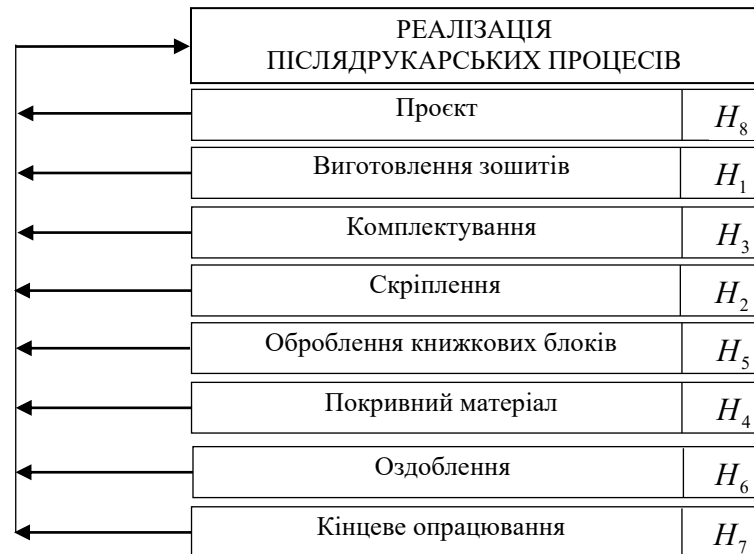 РЕАЛІЗАЦІЯ
ПІСЛЯДРУКАРСЬКИХ ПРОЦЕСІВ
Проєкт H₈
Виготовлення зошитів H₁
Комплектування H₃
Скріплення H₂
Оброблення книжкових блоків H₅
Покривний матеріал H₄
Оздоблення H₆
Кінцеве опрацювання H₇